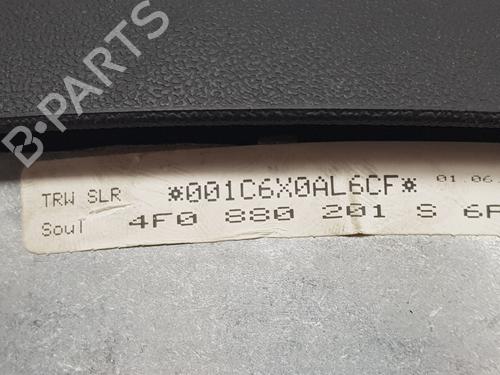 B-PARTS
TRW SLR *001C6X0AL6CF* 01.06.
Soul 4F0 880 201 S 6P